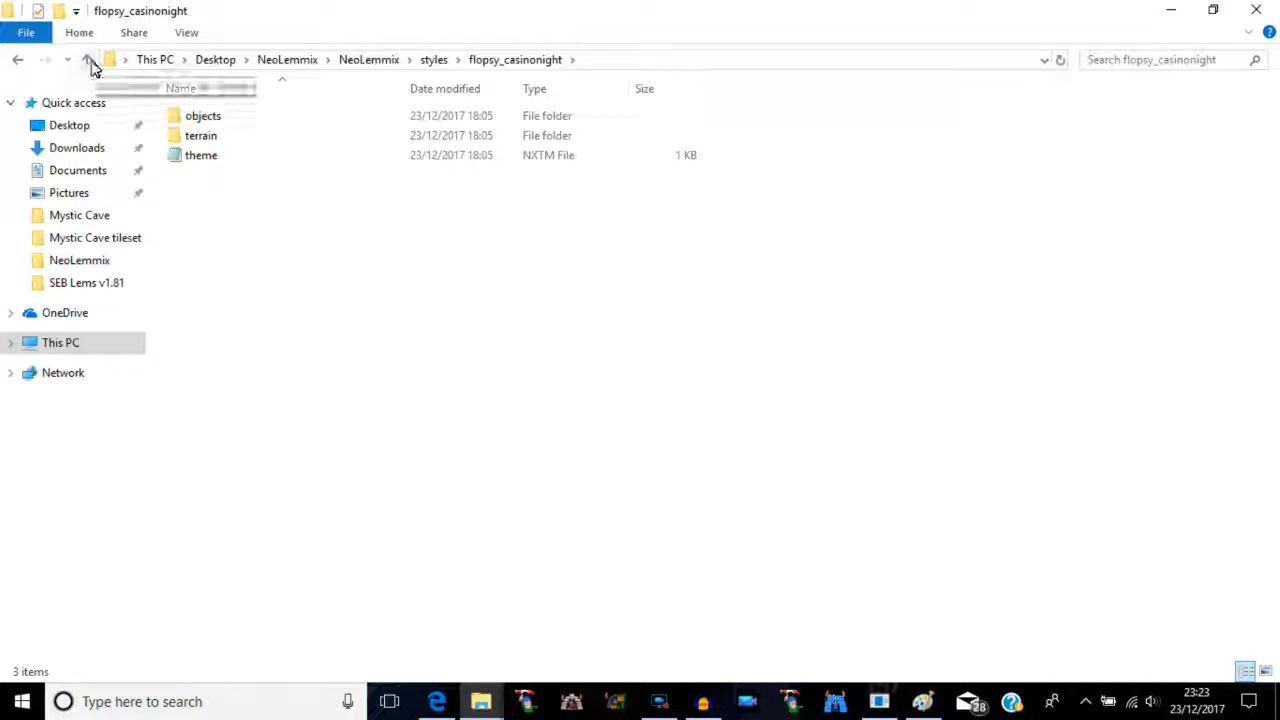 flopsy_casinonight
File Home Share View
This PC Desktop NeoLemmix NeoLemmix styles flopsy_casinonight Search flopsy_casinonight
Name Date modified Type Size
Quick access
objects 23/12/2017 18:05 File folder
Desktop
terrain 23/12/2017 18:05 File folder
Downloads
theme 23/12/2017 18:05 NXTM File 1 KB
Documents
Pictures
Mystic Cave
Mystic Cave tileset
NeoLemmix
SEB Lems v1.81
OneDrive
This PC
Network
3 items
Type here to search
28
23:23
23/12/2017